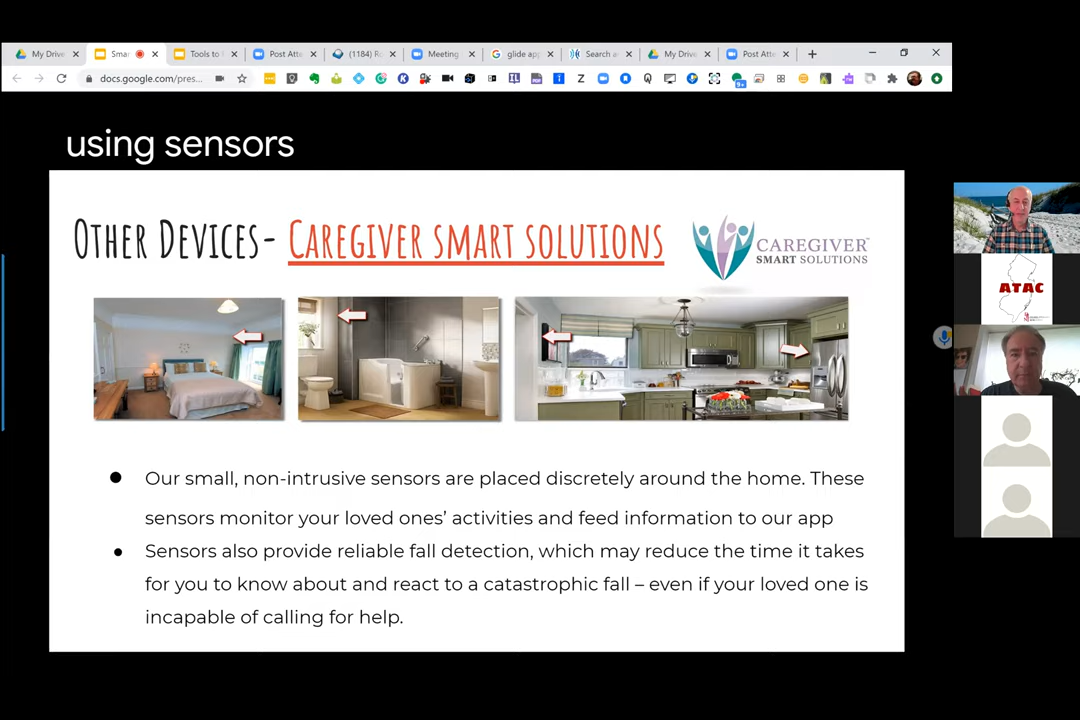 My Drive
Smar
Tools to
Post Atte
(1184) Ro
Meeting
glide app
Search a
My Drive
Post Atte
docs.google.com/pres...
using sensors
OTHER DEVICES- CAREGIVER SMART SOLUTIONS
CAREGIVER™
SMART SOLUTIONS
● Our small, non-intrusive sensors are placed discretely around the home. These
sensors monitor your loved ones’ activities and feed information to our app
● Sensors also provide reliable fall detection, which may reduce the time it takes
for you to know about and react to a catastrophic fall – even if your loved one is
incapable of calling for help.
ATAC